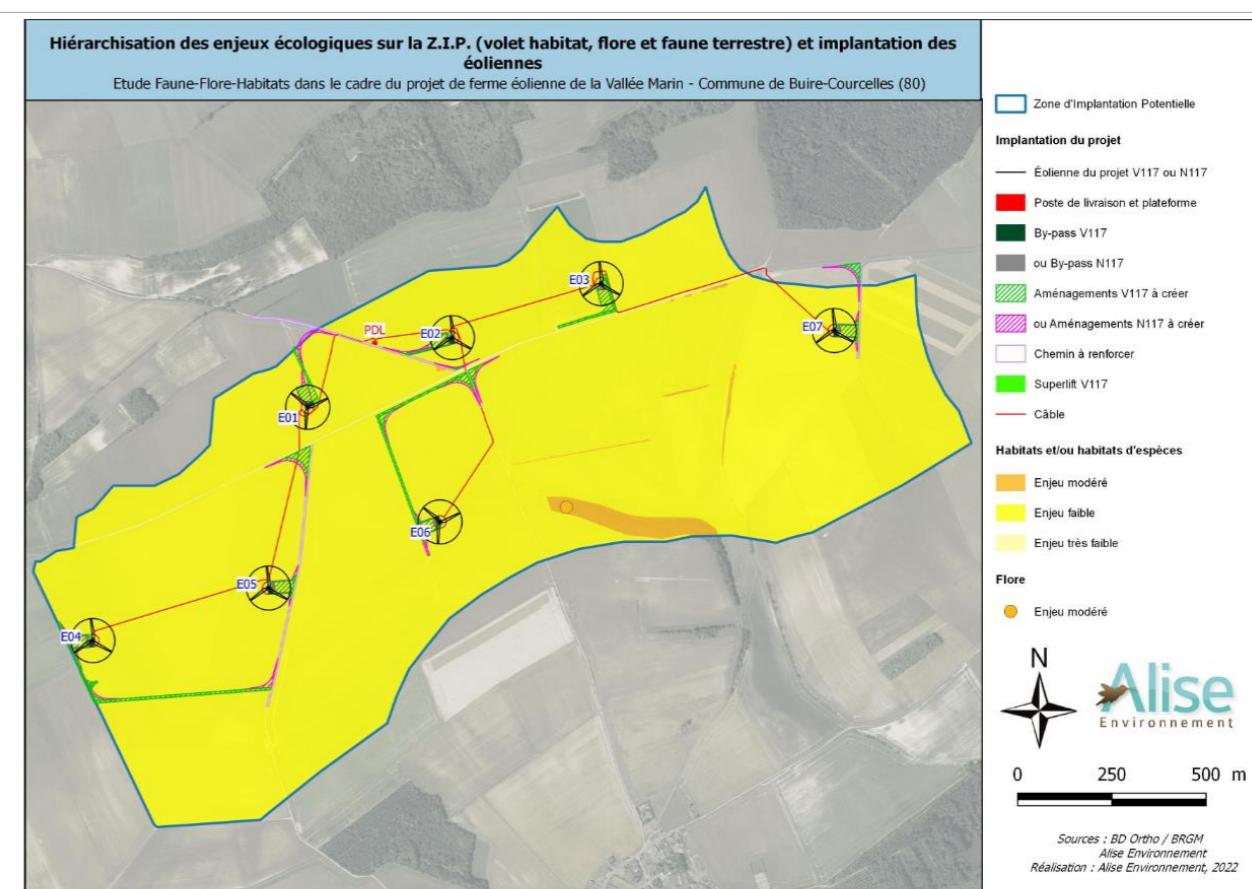 Hiérarchisation des enjeux écologiques sur la Z.I.P. (volet habitat, flore et faune terrestre) et implantation des
éoliennes
Etude Faune-Flore-Habitats dans le cadre du projet de ferme éolienne de la Vallée Marin - Commune de Buire-Courcelles (80)
E03
E07
PDL
E02
E01
E06
E05
E04
Zone d'Implantation Potentielle
Implantation du projet
Éolienne du projet V117 ou N117
Poste de livraison et plateforme
By-pass V117
ou By-pass N117
Aménagements V117 à créer
ou Aménagements N117 à créer
Chemin à renforcer
Superlift V117
Câble
Habitats et/ou habitats d'espèces
Enjeu modéré
Enjeu faible
Enjeu très faible
Flore
Enjeu modéré
N
Alise
Environnement
0 250 500 m
Sources : BD Ortho / BRGM
Alise Environnement
Réalisation : Alise Environnement, 2022